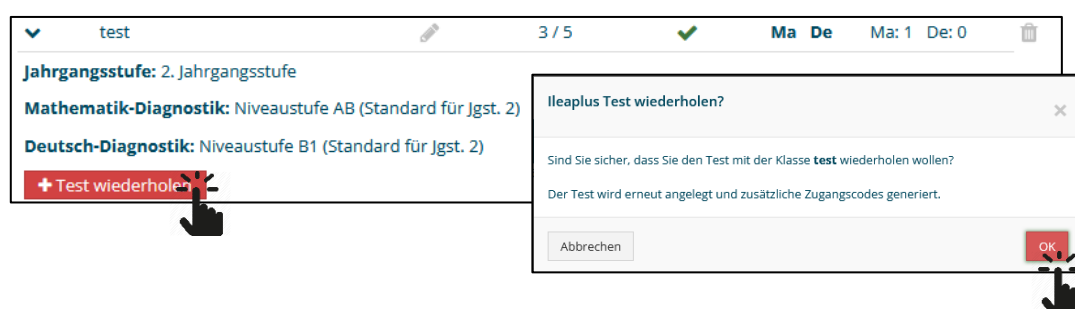 test 3 / 5 Ma De Ma: 1 De: 0
Jahrgangsstufe: 2. Jahrgangsstufe
Mathematik-Diagnostik: Niveaustufe AB (Standard für Jgst. 2)
Deutsch-Diagnostik: Niveaustufe B1 (Standard für Jgst. 2)
+ Test wiederholen
Ileaplus Test wiederholen? ×
Sind Sie sicher, dass Sie den Test mit der Klasse test wiederholen wollen?
Der Test wird erneut angelegt und zusätzliche Zugangscodes generiert.
Abbrechen OK